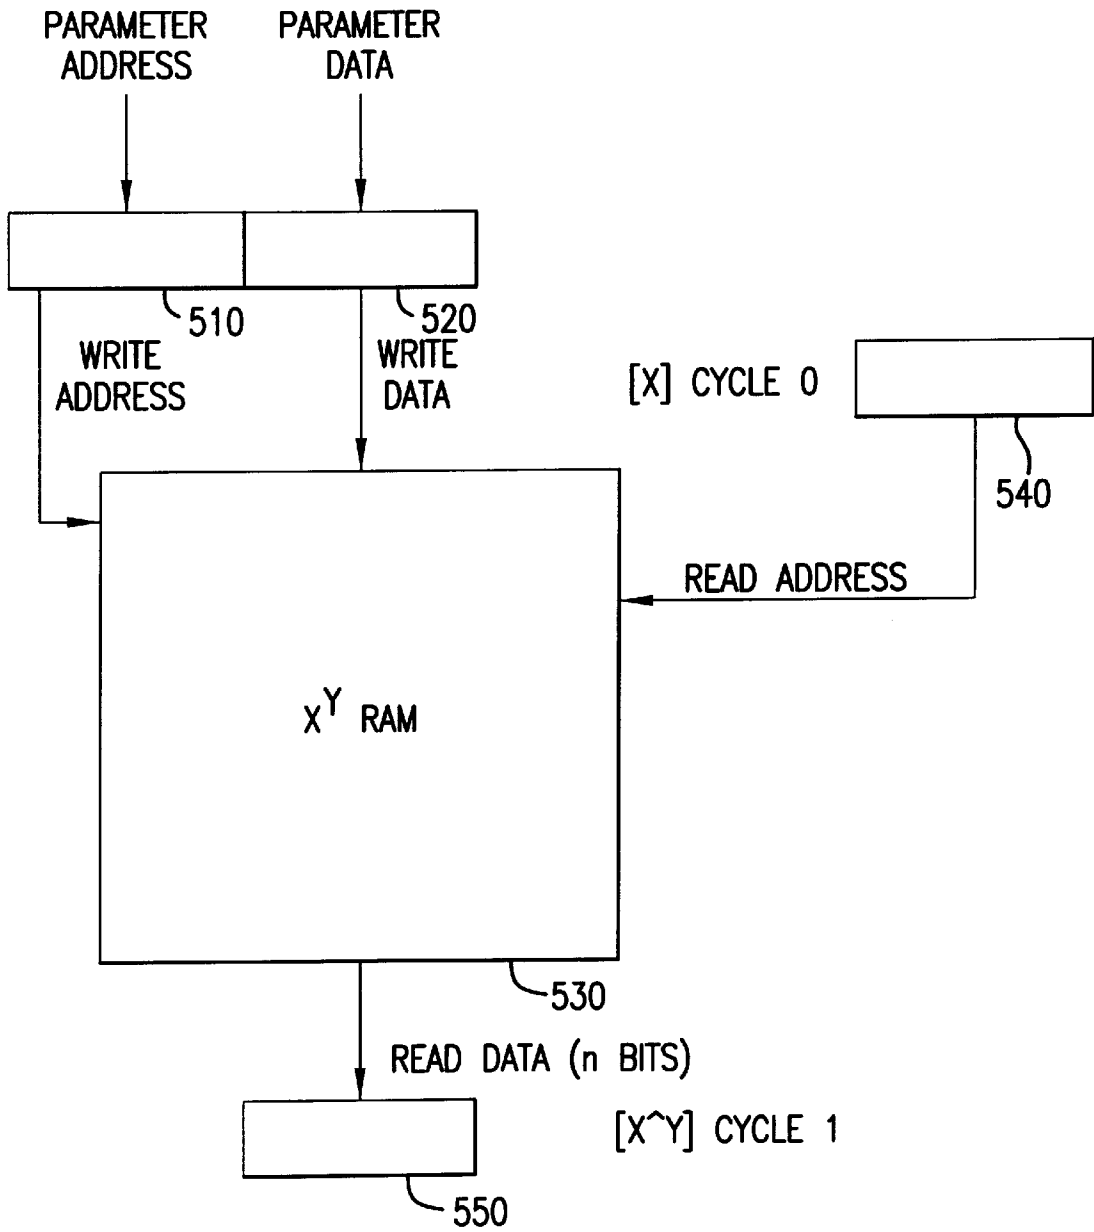 PARAMETER
ADDRESS
PARAMETER
DATA
510
520
WRITE
ADDRESS
WRITE
DATA
[X] CYCLE 0
540
READ ADDRESS
X^Y RAM
530
READ DATA (n BITS)
[X^Y] CYCLE 1
550